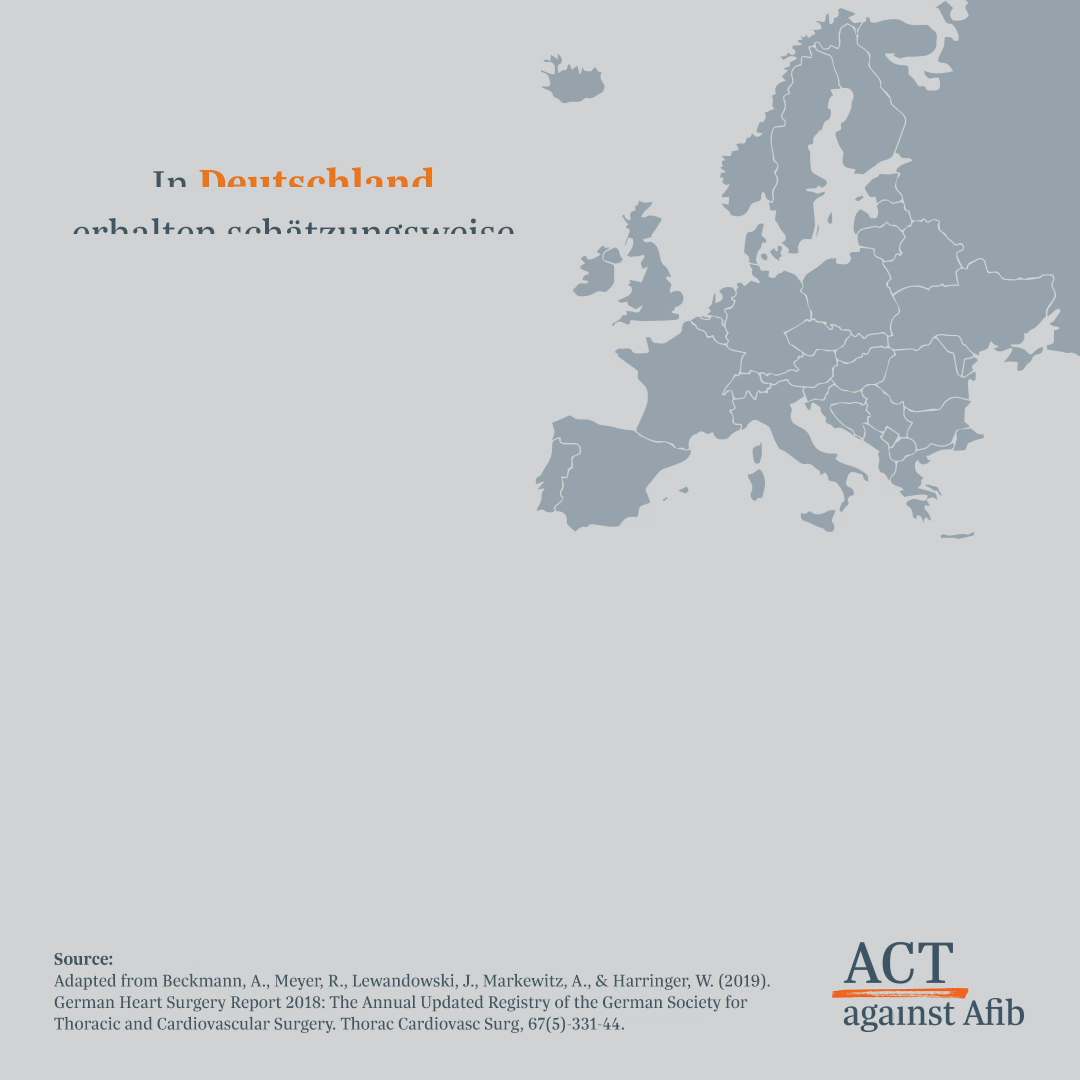 In Deutschland
erhalten schätzungsweise
Source:
Adapted from Beckmann, A., Meyer, R., Lewandowski, J., Markewitz, A., & Harringer, W. (2019).
German Heart Surgery Report 2018: The Annual Updated Registry of the German Society for
Thoracic and Cardiovascular Surgery. Thorac Cardiovasc Surg, 67(5)-331-44.
ACT
against Afib